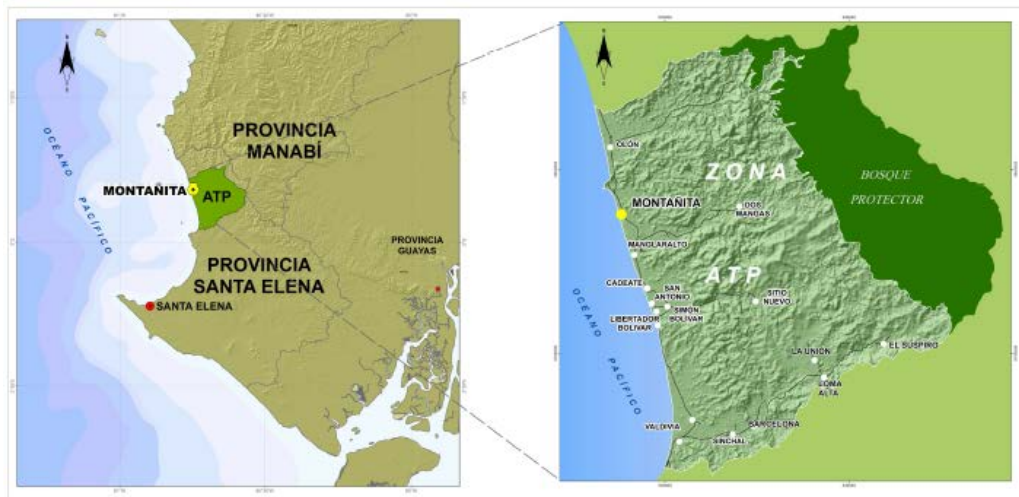 PROVINCIA
MANABÍ
OCÉANO
PACÍFICO
MONTAÑITA
ATP
PROVINCIA
GUAYAS
PROVINCIA
SANTA ELENA
SANTA ELENA
OLÓN
ZONA
BOSQUE
PROTECTOR
DOS
MANGAS
MONTAÑITA
MANGLARALTO
ATP
CADEATE
SAN
ANTONIO
SITIO
NUEVO
SIMÓN
BOLÍVAR
LIBERTADOR
BOLÍVAR
OCÉANO
PACÍFICO
LA UNIÓN
EL SUSPIRO
LOMA
ALTA
VALDIVIA
BARCELONA
SINCHAL